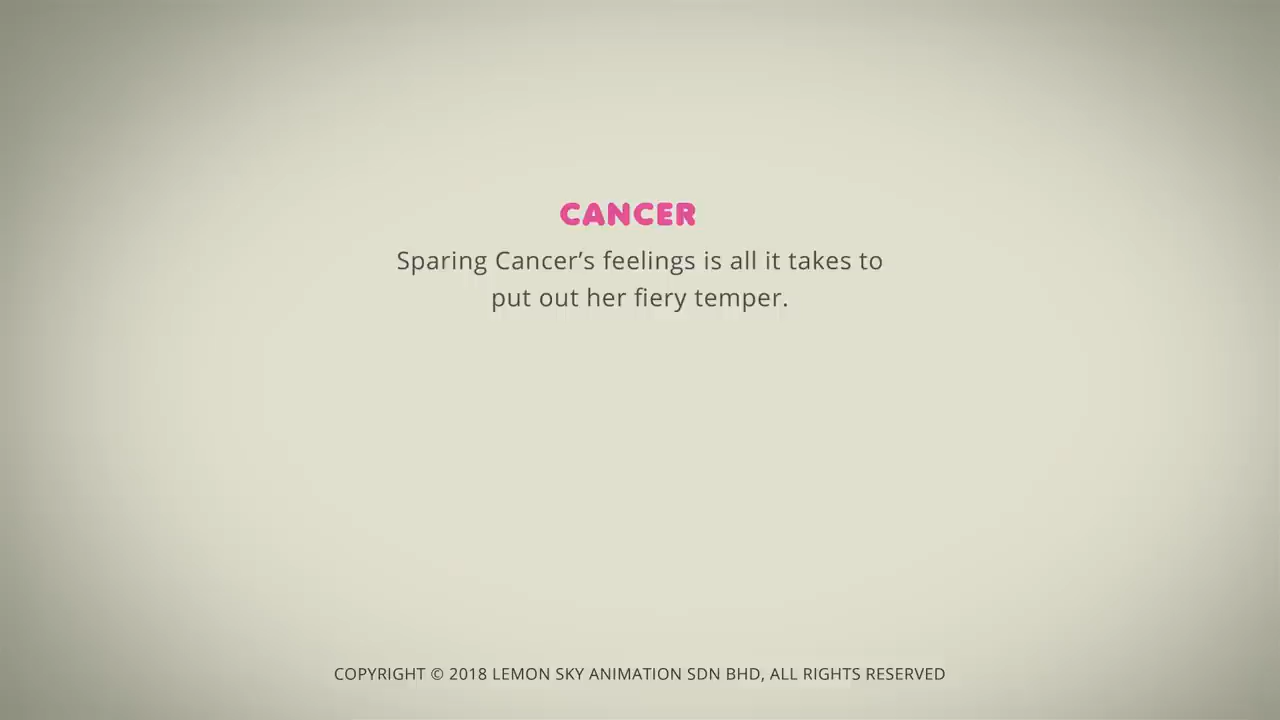 CANCER
Sparing Cancer’s feelings is all it takes to
put out her fiery temper.
COPYRIGHT © 2018 LEMON SKY ANIMATION SDN BHD, ALL RIGHTS RESERVED